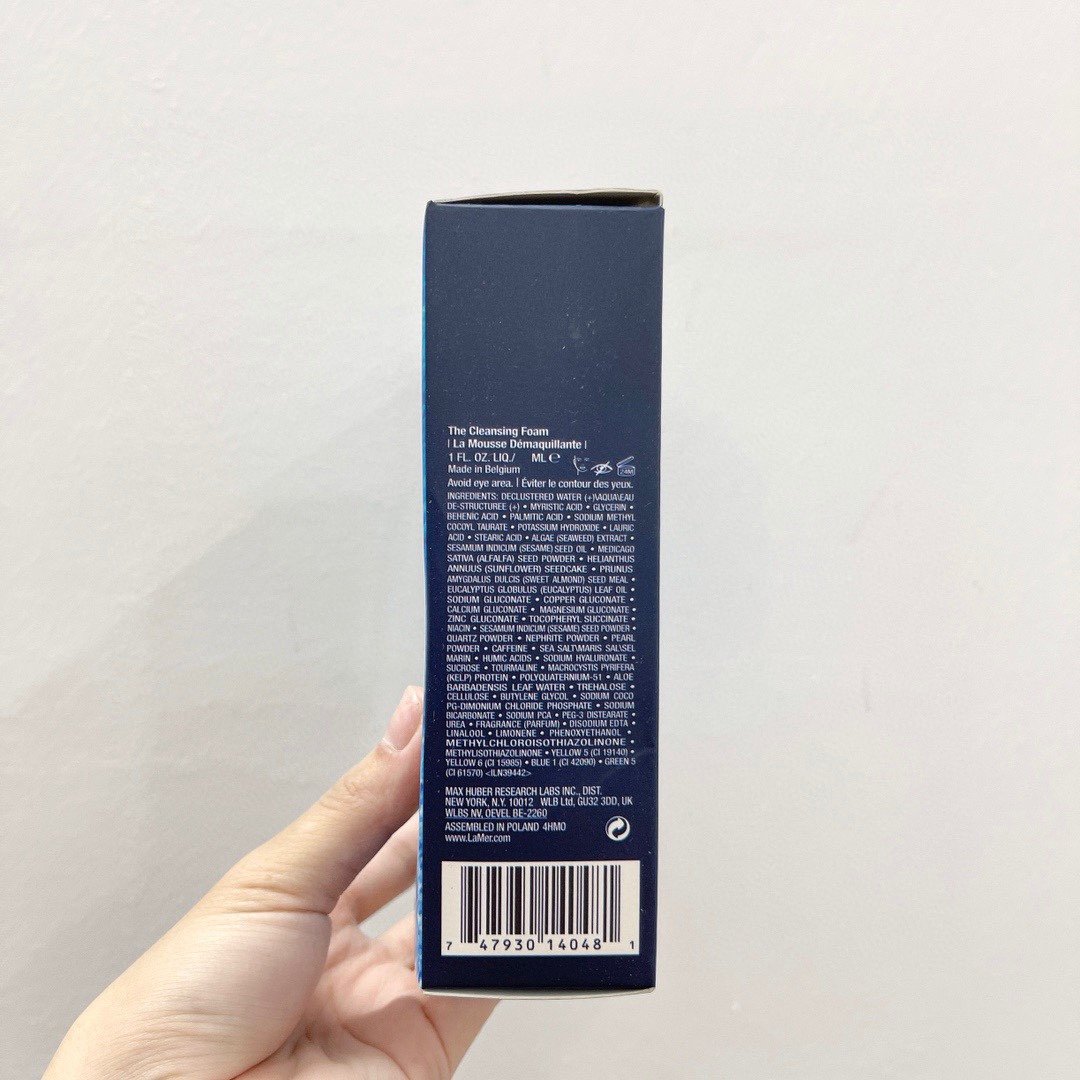 The Cleansing Foam
| La Mousse Démaquillante |
1 FL. OZ. LIQ./ ML ℮
24M
Made in Belgium
Avoid eye area. | Éviter le contour des yeux.
INGREDIENTS: DECLUSTERED WATER (+)\AQUA\EAU
DE-STRUCTUREE (+) • MYRISTIC ACID • GLYCERIN •
BEHENIC ACID • PALMITIC ACID • SODIUM METHYL
COCOYL TAURATE • POTASSIUM HYDROXIDE • LAURIC
ACID • STEARIC ACID • ALGAE (SEAWEED) EXTRACT •
SESAMUM INDICUM (SESAME) SEED OIL • MEDICAGO
SATIVA (ALFALFA) SEED POWDER • HELIANTHUS
ANNUUS (SUNFLOWER) SEEDCAKE • PRUNUS
AMYGDALUS DULCIS (SWEET ALMOND) SEED MEAL •
EUCALYPTUS GLOBULUS (EUCALYPTUS) LEAF OIL •
SODIUM GLUCONATE • COPPER GLUCONATE •
CALCIUM GLUCONATE • MAGNESIUM GLUCONATE •
ZINC GLUCONATE • TOCOPHERYL SUCCINATE •
NIACIN • SESAMUM INDICUM (SESAME) SEED POWDER •
QUARTZ POWDER • NEPHRITE POWDER • PEARL
POWDER • CAFFEINE • SEA SALT\MARIS SAL\SEL
MARIN • HUMIC ACIDS • SODIUM HYALURONATE •
SUCROSE • TOURMALINE • MACROCYSTIS PYRIFERA
(KELP) PROTEIN • POLYQUATERNIUM-51 • ALOE
BARBADENSIS LEAF WATER • TREHALOSE •
CELLULOSE • BUTYLENE GLYCOL • SODIUM COCO
PG-DIMONIUM CHLORIDE PHOSPHATE • SODIUM
BICARBONATE • SODIUM PCA • PEG-3 DISTEARATE •
UREA • FRAGRANCE (PARFUM) • DISODIUM EDTA •
LINALOOL • LIMONENE • PHENOXYETHANOL •
METHYLCHLOROISOTHIAZOLINONE •
METHYLISOTHIAZOLINONE • YELLOW 5 (CI 19140) •
YELLOW 6 (CI 15985) • BLUE 1 (CI 42090) • GREEN 5
(CI 61570) <ILN39442>
MAX HUBER RESEARCH LABS INC., DIST.
NEW YORK, N.Y. 10012 WLB Ltd, GU32 3DD, UK
WLBS NV, OEVEL BE-2260
ASSEMBLED IN POLAND 4HM0
www.LaMer.com
7 47930 14048 1